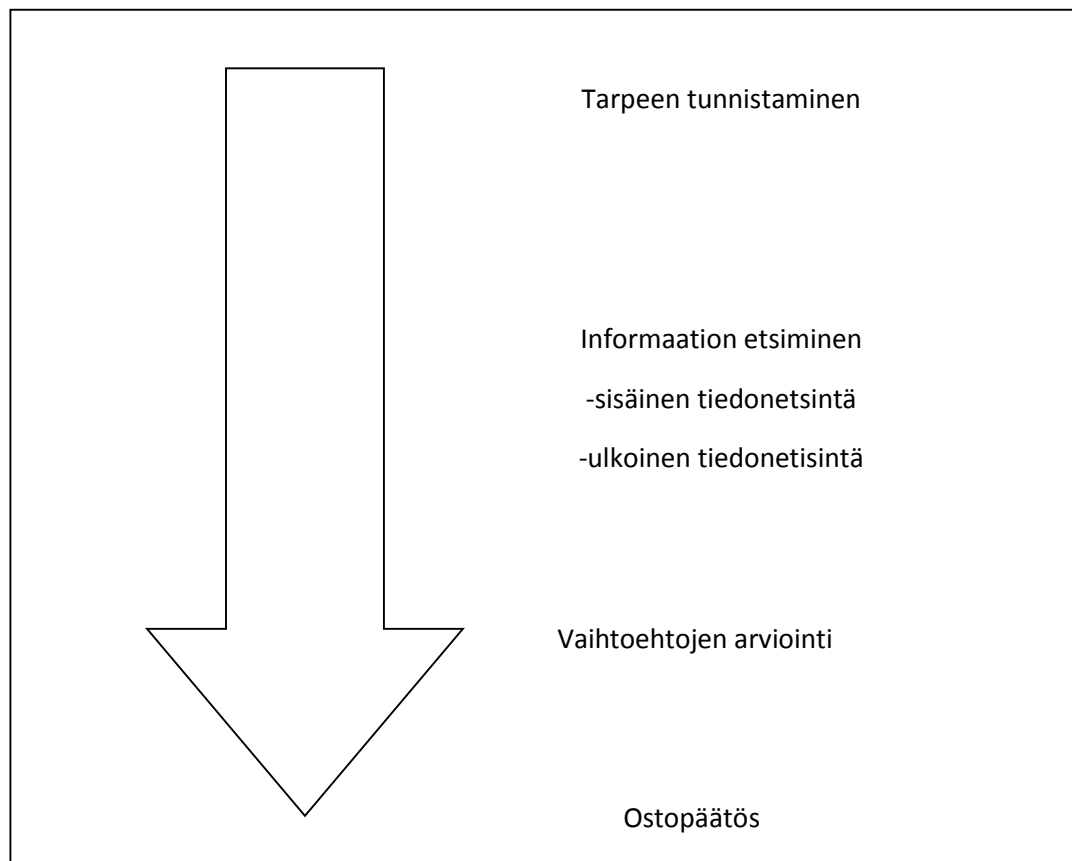 Tarpeen tunnistaminen
Informaation etsiminen
-sisäinen tiedonetsintä
-ulkoinen tiedonetisintä
Vaihtoehtojen arviointi
Ostopäätös